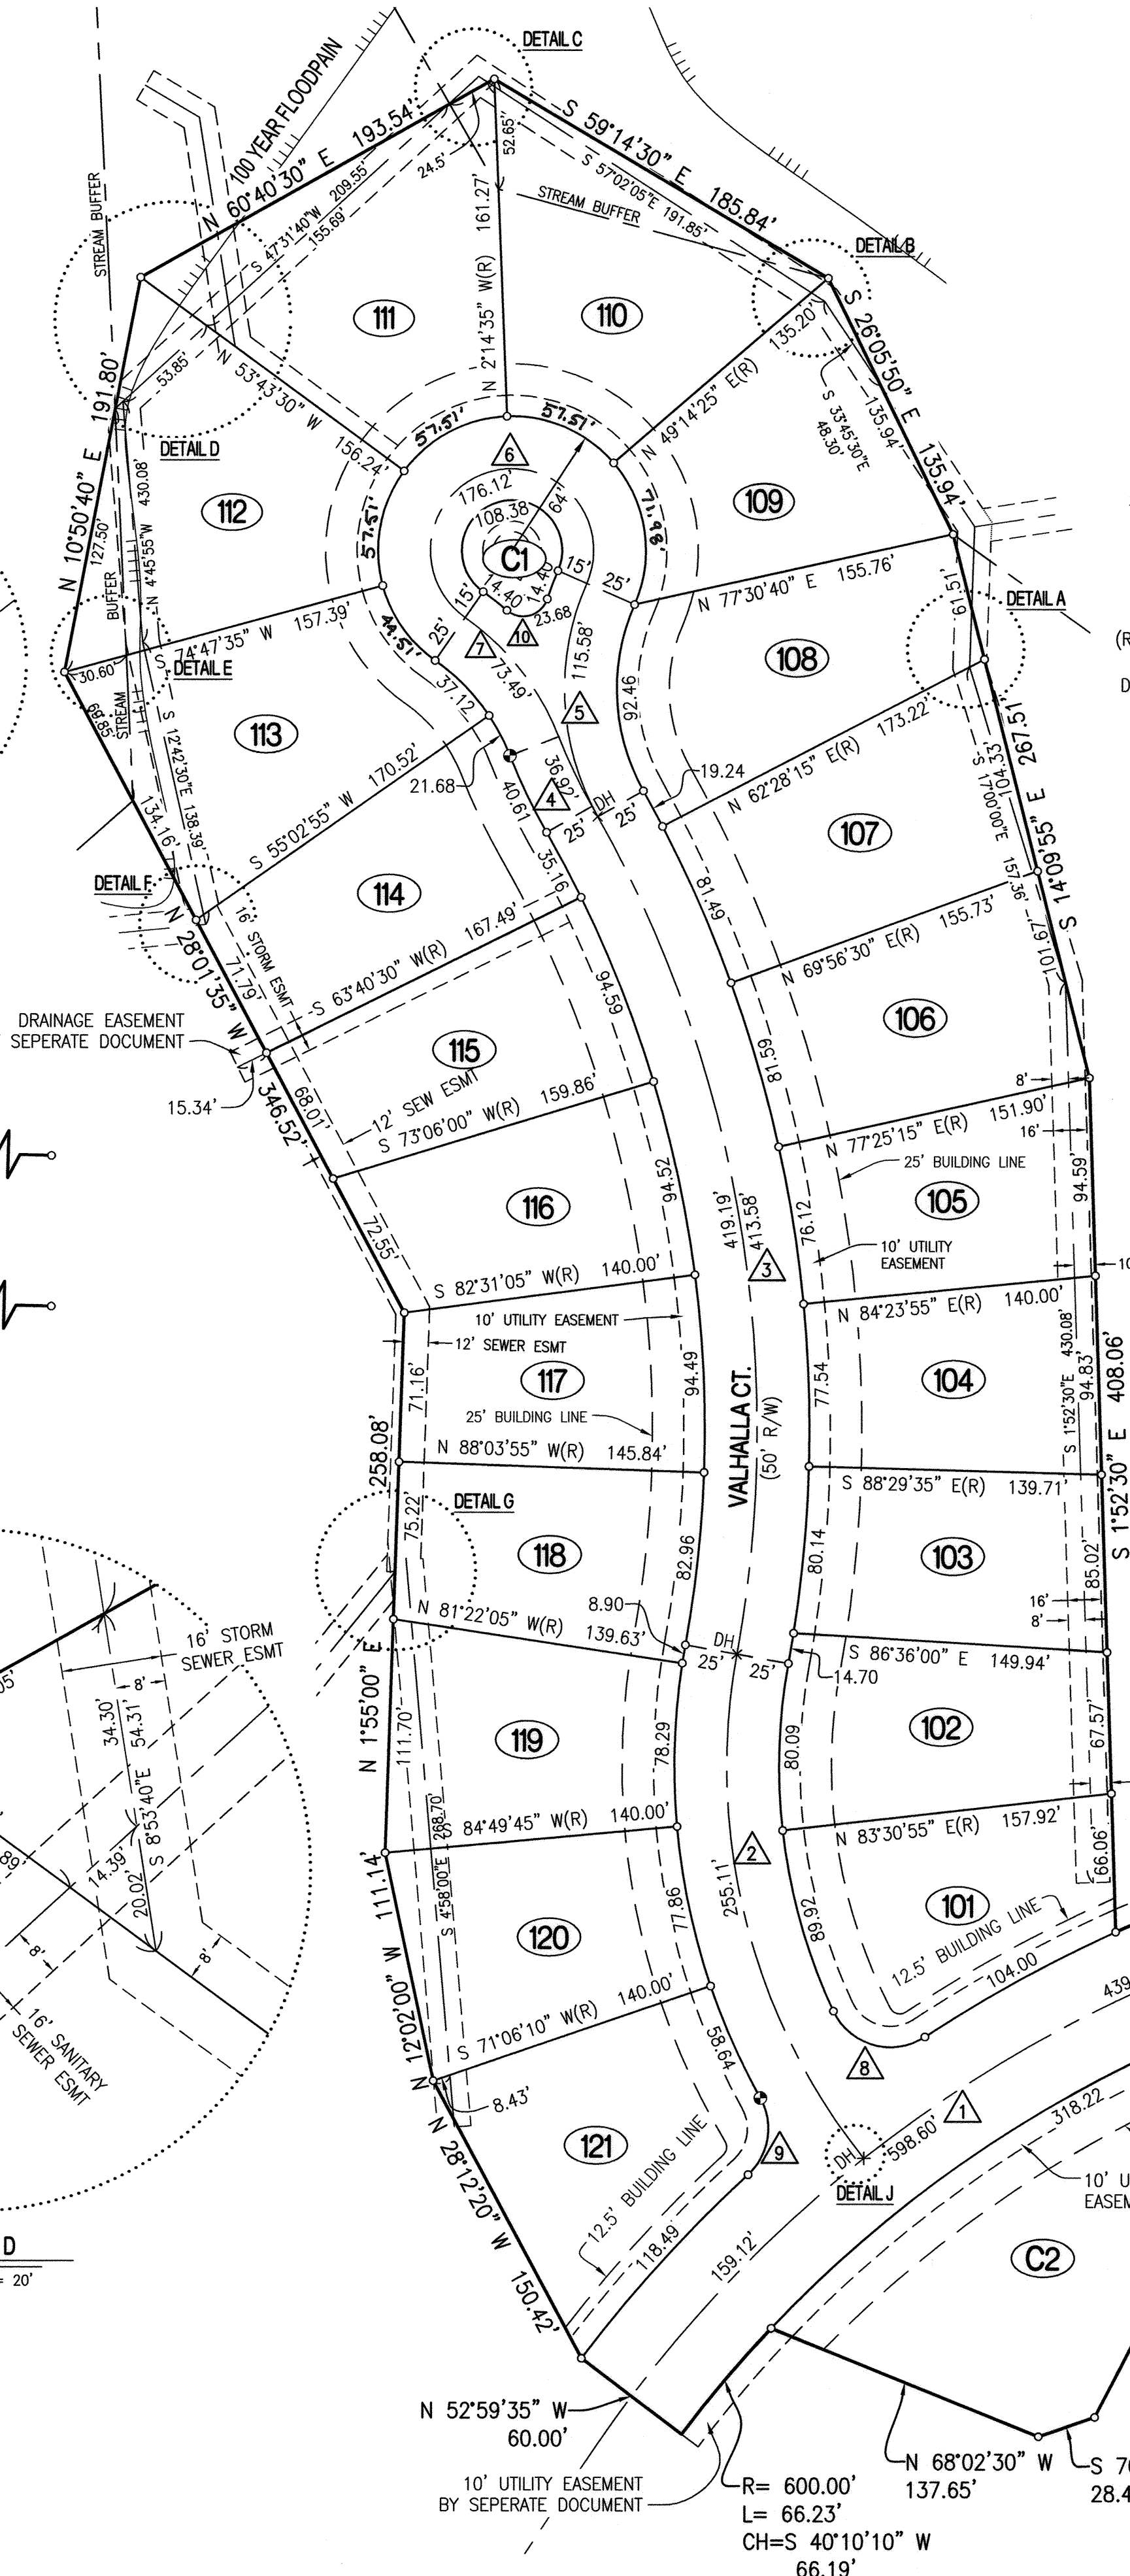 DETAIL C
100 YEAR FLOODPAIN
N 60°40'30" E 193.54'
S 59°14'30" E 185.84'
S 57°02'05"E 191.85'
STREAM BUFFER
52.65'
24.5'
S 47°31'40"W 209.55'
155.69'
STREAM BUFFER
161.27'
N 2°14'35" W(R)
DETAIL B
111
110
135.20'
N 49°14'25" E(R)
S 26°05'50" E 135.94'
135.94'
S 33°45'30"E
48.30'
53.85'
N 53°43'30" W 156.24'
N 10°50'40" E 191.80'
DETAIL D
57.51'
57.51'
6
176.12'
108.38
64'
C1
112
109
57.51'
71.98'
127.50'
N 4°45'55"W 430.08'
BUFFER
STREAM
15'
25'
15'
14.40
14.40
23.68
10
7
N 77°30'40" E 155.76'
61.51'
DETAIL A
S 74°47'35" W 157.39'
44.51'
25'
DETAIL E
30.60'
108
(R
D
37.12
73.49'
115.58'
5
92.46
113
69.85'
S 12°42'30"E 138.39'
134.16'
21.68
36.92'
4
40.61
DH
25'
25'
19.24
N 62°28'15" E(R) 173.22'
S 14°09'55" E 267.51'
104.33'
S 17°00'00"E
157.36'
S 55°02'55" W 170.52'
107
DETAIL F
114
35.16
81.49
N 28°01'35" W 346.52'
71.79'
16' STORM ESMT
S 63°40'30" W(R) 167.49'
N 69°56'30" E(R) 155.73'
101.67'
106
94.59
DRAINAGE EASEMENT
SEPERATE DOCUMENT
15.34'
115
81.59
68.01'
12' SEW ESMT
S 73°06'00" W(R) 159.86'
8'
16'
N 77°25'15" E(R) 151.90'
25' BUILDING LINE
105
94.52
116
419.19'
413.58'
3
76.12
94.59'
10' UTILITY
EASEMENT
72.55'
S 82°31'05" W(R) 140.00'
N 84°23'55" E(R) 140.00'
10' UTILITY EASEMENT
12' SEWER ESMT
117
94.49
VALHALLA CT.
(50' R/W)
77.54
104
S 1°52'30"E 430.08'
94.83'
S 1°52'30" E 408.06'
71.16'
25' BUILDING LINE
258.08'
N 88°03'55" W(R) 145.84'
S 88°29'35" E(R) 139.71'
DETAIL G
75.22'
118
82.96
80.14
103
85.02'
16'
8'
8.90
N 81°22'05" W(R) 139.63'
DH
25'
25'
14.70
S 86°36'00" E 149.94'
16' STORM
SEWER ESMT
8'
34.30'
54.31'
S 8°53'40"E
20.02'
14.39'
89'
05'
8'
8'
16' SANITARY
SEWER ESMT
N 1°55'00" E
111.70'
119
78.29
80.09
102
67.57'
S 84°49'45" W(R) 140.00'
N 83°30'55" E(R) 157.92'
S 4°58'00"E 268.70'
2
255.11'
66.06'
101
12.5' BUILDING LINE
111.14'
N 12°02'00" W
120
77.86
89.92
104.00
439
S 71°06'10" W(R) 140.00'
58.64
8
8.43'
1
598.60'
318.22
121
9
DH
DETAIL J
10' U
EASEM
N 28°12'20" W 150.42'
12.5' BUILDING LINE
118.49
159.12'
D
= 20'
C2
N 52°59'35" W
60.00'
N 68°02'30" W
137.65'
S 7
28.4
10' UTILITY EASEMENT
BY SEPERATE DOCUMENT
R= 600.00'
L= 66.23'
CH=S 40°10'10" W
66.19'